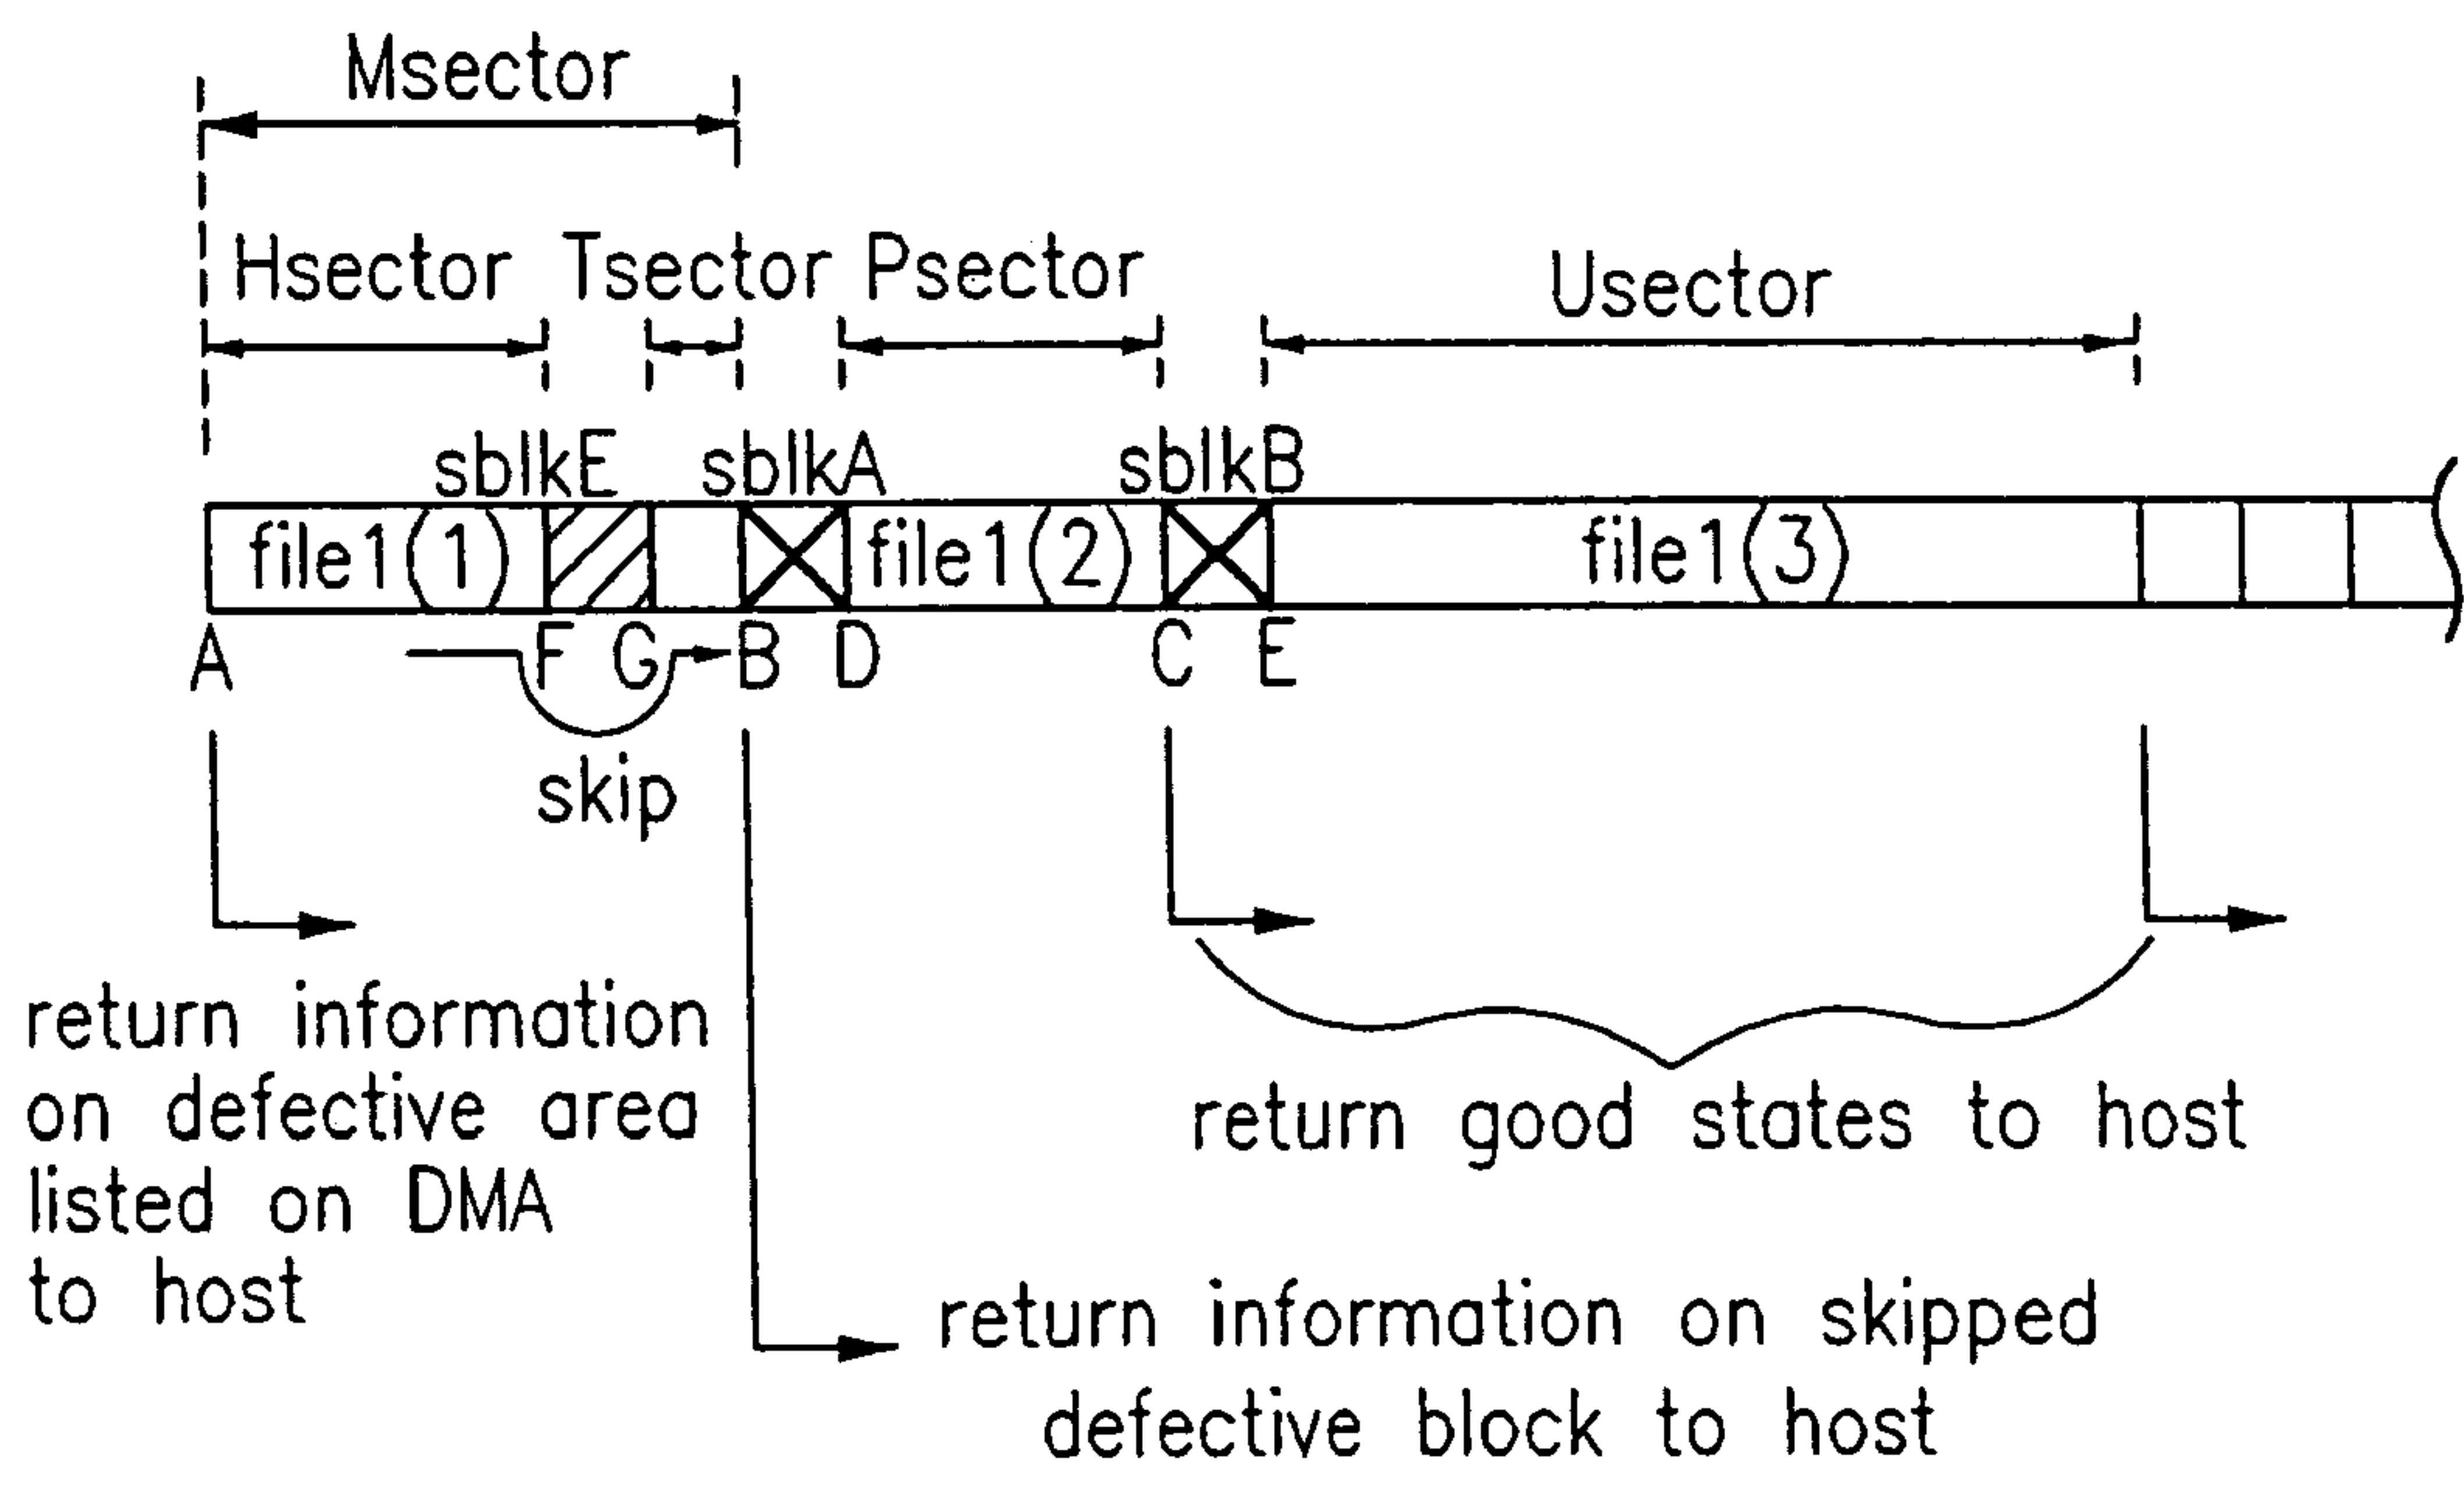 Msector
Hsector Tsector Psector Usector
sblkE sblkA sblkB
file1(1) file1(2) file1(3)
A F G B D C E
skip
return information
on defective area
listed on DMA
to host
return good states to host
return information on skipped
defective block to host